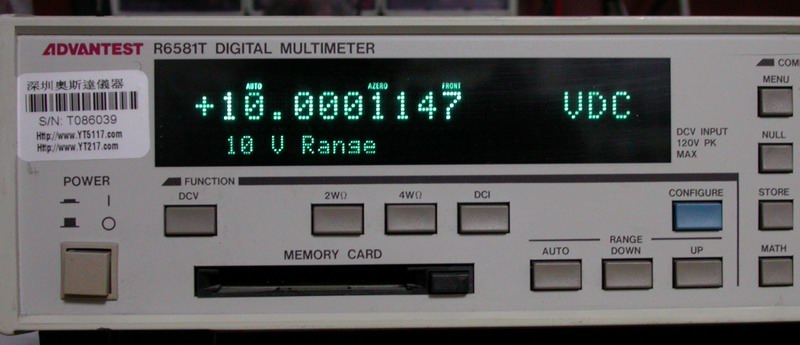 ADVANTEST R6581T DIGITAL MULTIMETER
深圳奧斯達儀器
S/N: T086039
Http://www.YT5117.com
Http://www.YT217.com
AUTO AZERO FRONT
+10.0001147 VDC
10 V Range
DCV INPUT
120V PK
MAX
COM
MENU
NULL
STORE
MATH
POWER
FUNCTION
DCV
2WΩ
4WΩ
DCI
CONFIGURE
MEMORY CARD
RANGE
AUTO
DOWN
UP